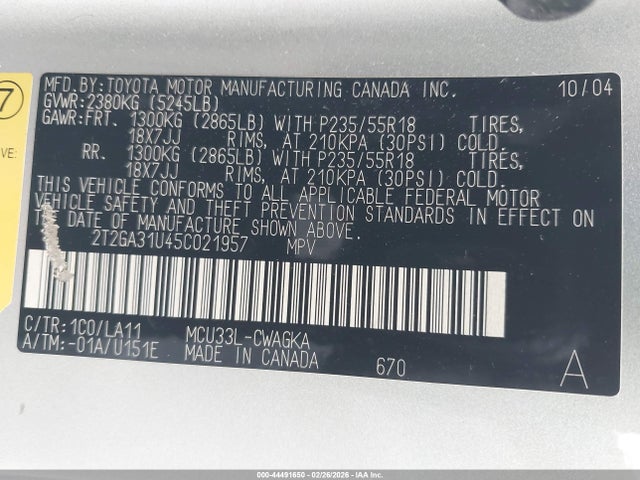 7
VE:
MFD. BY: TOYOTA MOTOR MANUFACTURING CANADA INC. 10/04
GVWR: 2380KG (5245LB)
GAWR: FRT. 1300KG (2865LB) WITH P235/55R18 TIRES,
18X7JJ RIMS, AT 210KPA (30PSI) COLD.
RR. 1300KG (2865LB) WITH P235/55R18 TIRES,
18X7JJ RIMS, AT 210KPA (30PSI) COLD.
THIS VEHICLE CONFORMS TO ALL APPLICABLE FEDERAL MOTOR
VEHICLE SAFETY AND THEFT PREVENTION STANDARDS IN EFFECT ON
THE DATE OF MANUFACTURE SHOWN ABOVE.
2T2GA31U45C021957 MPV
C/TR: 1C0/LA11 MCU33L-CWAGKA
A/TM: -01A/U151E MADE IN CANADA 670 A
000-44491650 - 02/26/2026 - IAA Corp.